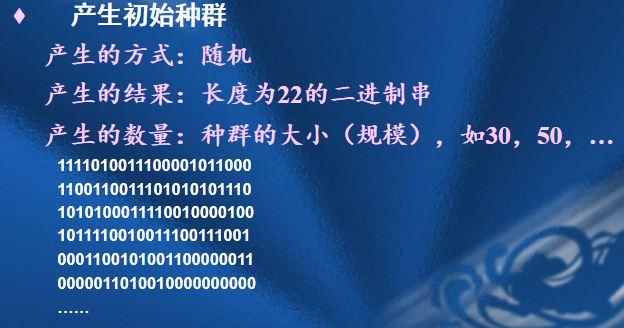 ♦ 产生初始种群
产生的方式：随机
产生的结果：长度为22的二进制串
产生的数量：种群的大小（规模），如30，50，…
1111010011100001011000
1100110011101010101110
1010100011110010000100
1011110010011100111001
0001100101001100000011
0000011010010000000000
……